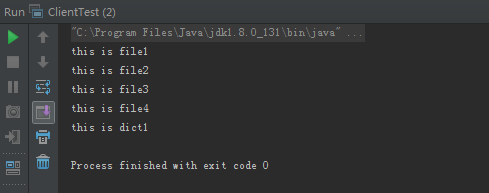 Run ClientTest (2)
"C:\Program Files\Java\jdk1.8.0_131\bin\java" ...
this is file1
this is file2
this is file3
this is file4
this is dict1
Process finished with exit code 0